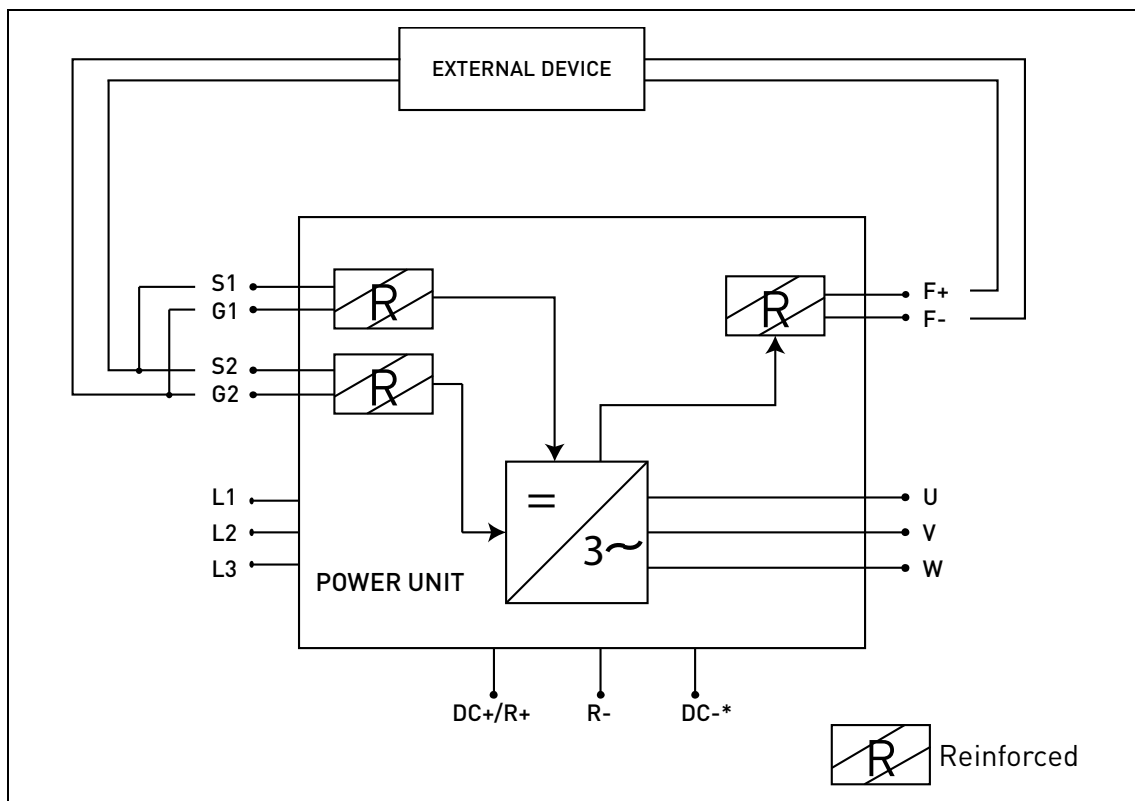 EXTERNAL DEVICE
S1
G1
S2
G2
R
R
R
F+
F-
L1
L2
L3
=
3~
U
V
W
POWER UNIT
DC+/R+
R-
DC-*
R
Reinforced